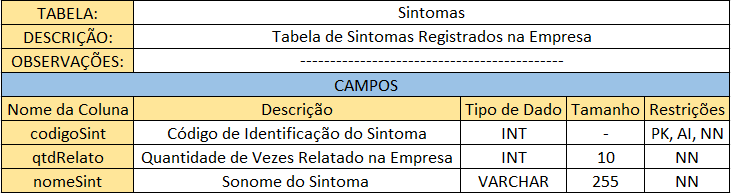 TABELA: Sintomas
DESCRIÇÃO: Tabela de Sintomas Registrados na Empresa
OBSERVAÇÕES: --------------------------------------------
CAMPOS
Nome da Coluna Descrição Tipo de Dado Tamanho Restrições
codigoSint Código de Identificação do Sintoma INT - PK, AI, NN
qtdRelato Quantidade de Vezes Relatado na Empresa INT 10 NN
nomeSint Sonome do Sintoma VARCHAR 255 NN